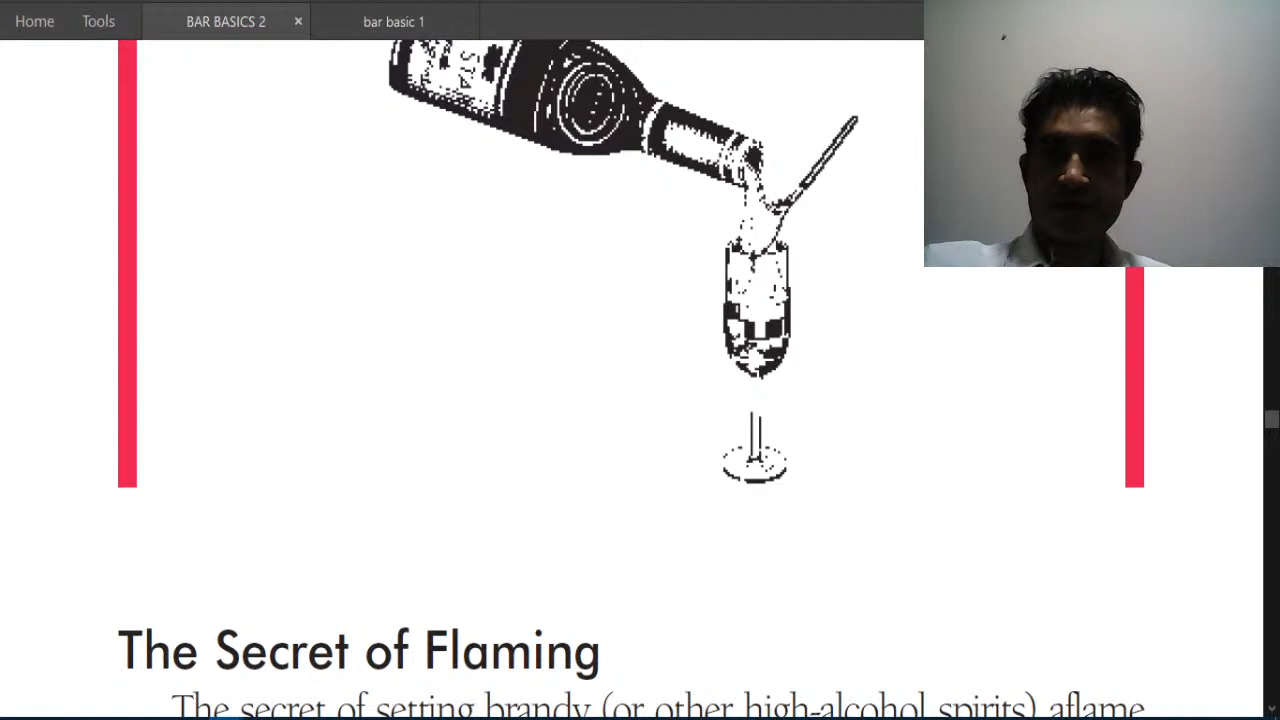 Home Tools BAR BASICS 2 × bar basic 1
The Secret of Flaming
The secret of setting brandy (or other high-alcohol spirits) aflame